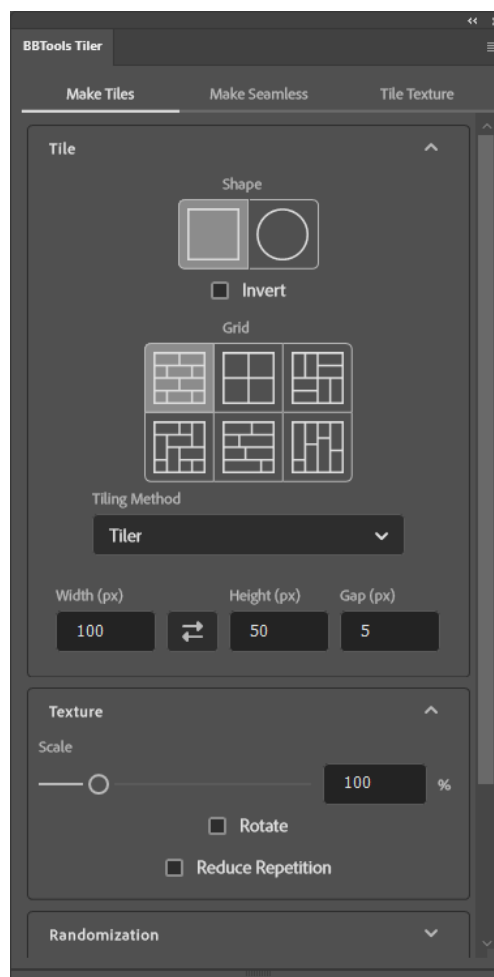 BBTools Tiler
Make Tiles Make Seamless Tile Texture
Tile
Shape
Invert
Grid
Tiling Method
Tiler
Width (px) Height (px) Gap (px)
100 50 5
Texture
Scale
100 %
Rotate
Reduce Repetition
Randomization